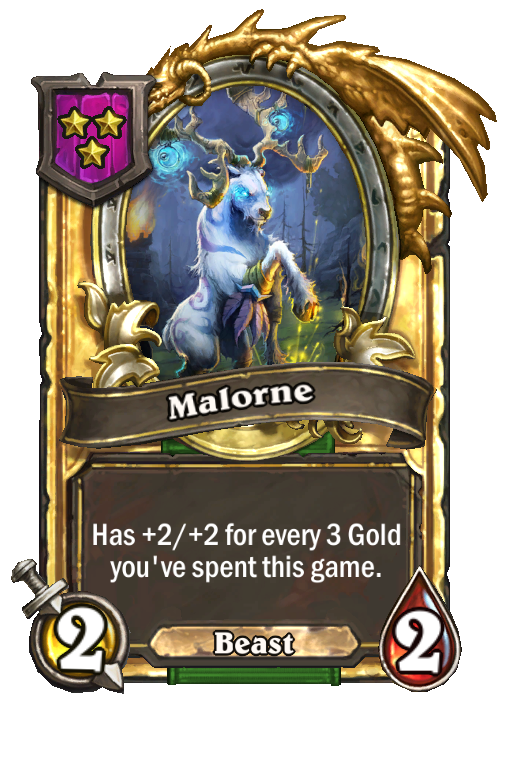 Malorne
Has +2/+2 for every 3 Gold
you've spent this game.
2
Beast
2